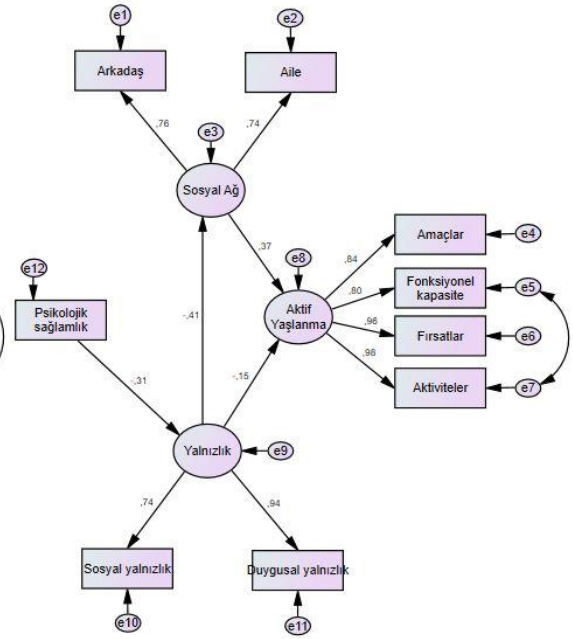 e1
e2
Arkadaş
Aile
,76
,74
e3
Sosyal Ağ
,37
e8
Amaçlar
e4
,84
Fonksiyonel
kapasite
e5
,80
Aktif
Yaşlanma
,96
Fırsatlar
e6
,98
Aktiviteler
e7
e12
Psikolojik
sağlamlık
-,41
-,31
-,15
Yalnızlık
e9
,74
,94
Sosyal yalnızlık
Duygusal yalnızlık
e10
e11